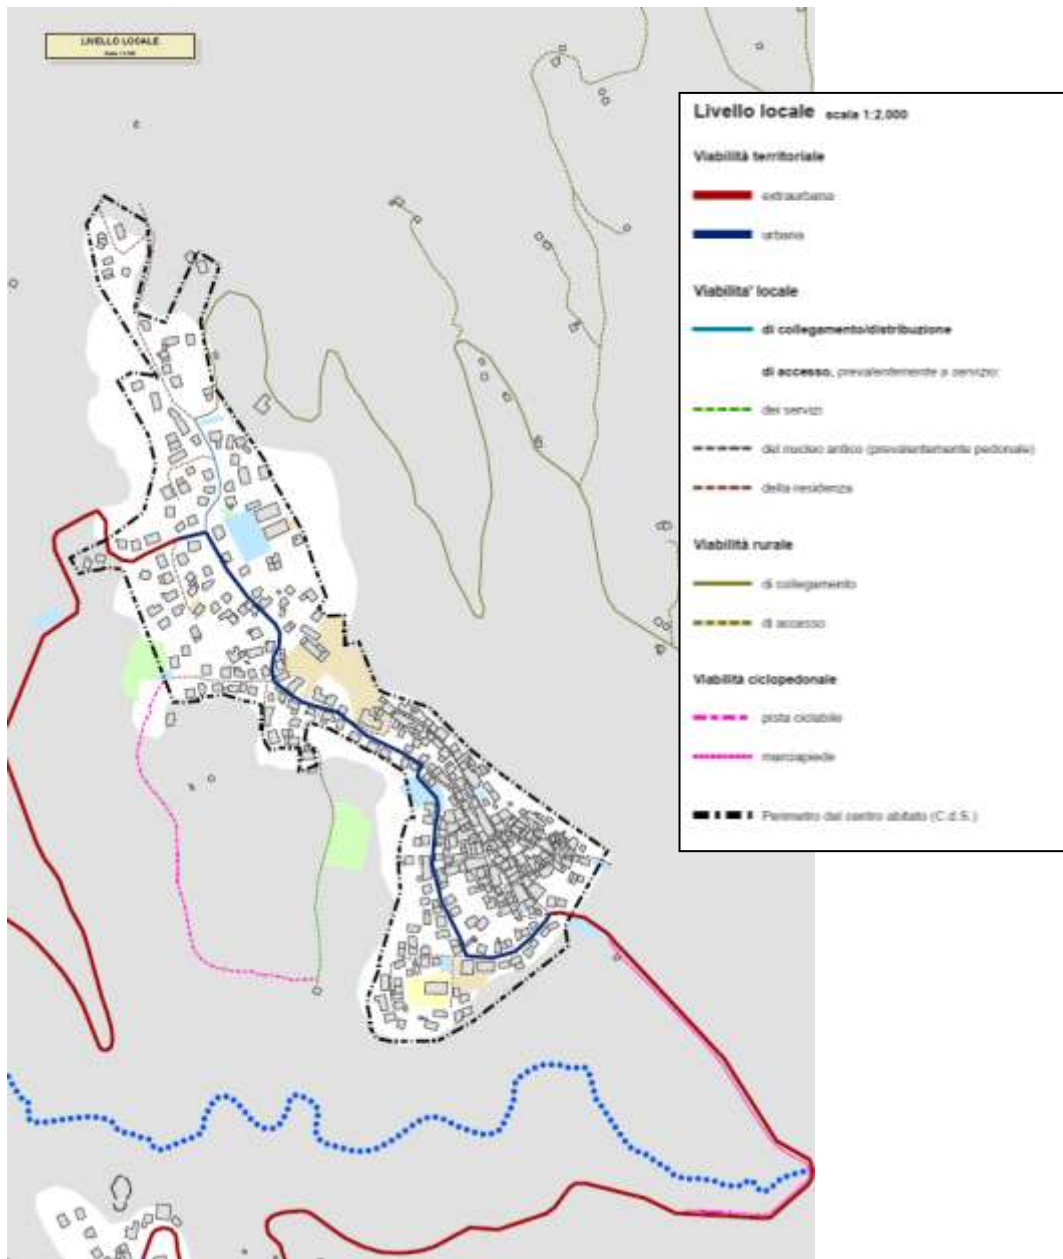 LIVELLO LOCALE
Livello locale scala 1:2.000
Viabilità territoriale
extraurbana
urbana
Viabilita' locale
di collegamento/distribuzione
di accesso, prevalentemente a servizio:
dei servizi
del nucleo antico (prevalentemente pedonale)
della residenza
Viabilità rurale
di collegamento
di accesso
Viabilità ciclopedonale
pista ciclabile
marciapiede
Perimetro del centro abitato (C.d.S.)